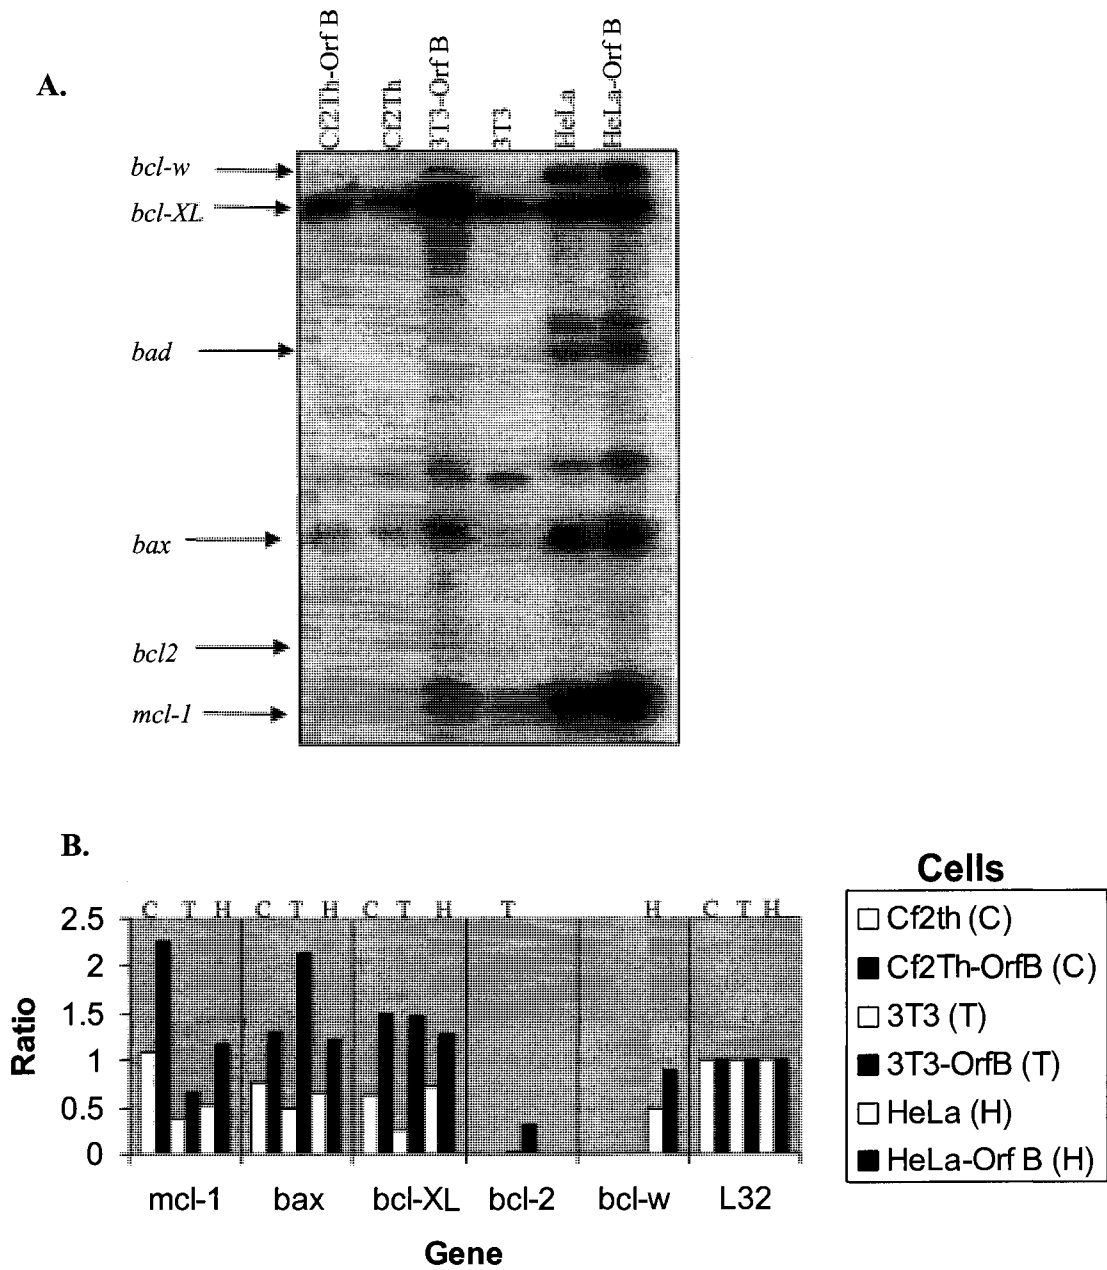 A.
Cf2Th-Orf B
Cf2Th
3T3-Orf B
3T3
HeLa
HeLa-Orf B
bcl-w
bcl-XL
bad
bax
bcl2
mcl-1
B.
C T H C T H C T H T H C T H
2.5
2
1.5
1
0.5
0
Ratio
mcl-1 bax bcl-XL bcl-2 bcl-w L32
Gene
Cells
Cf2th (C)
Cf2Th-OrfB (C)
3T3 (T)
3T3-OrfB (T)
HeLa (H)
HeLa-Orf B (H)